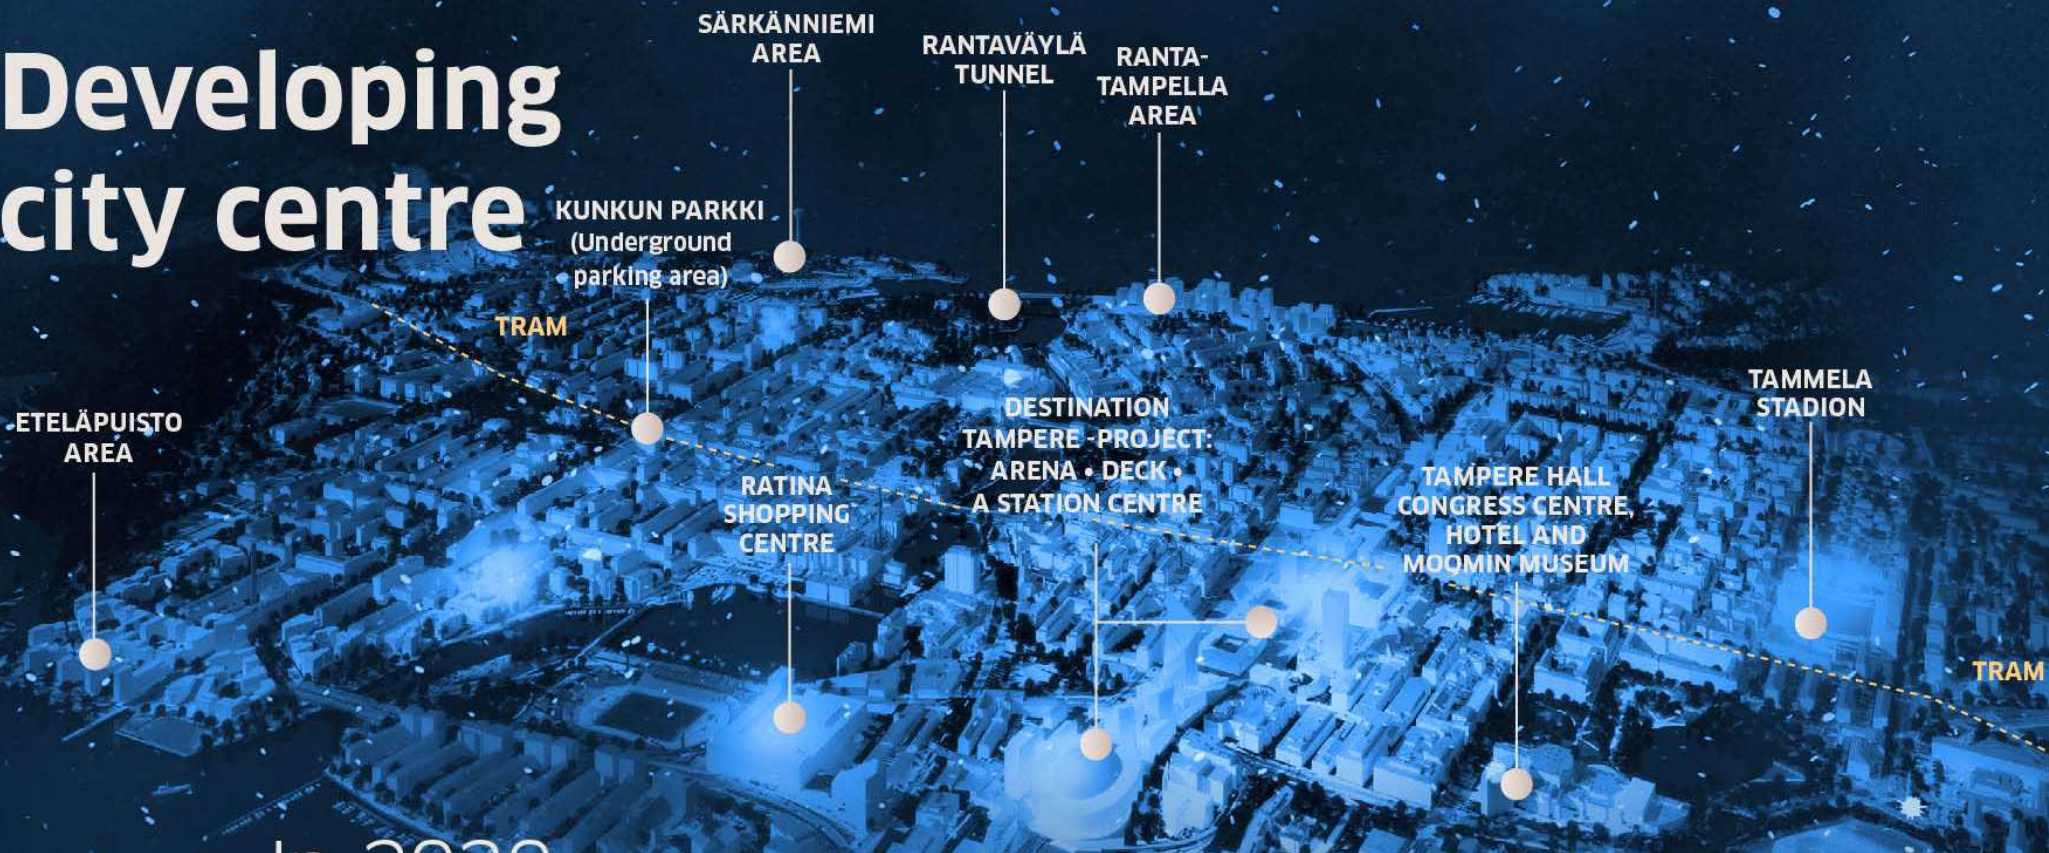 Developing
city centre
SÄRKÄNNIEMI
AREA
RANTAVÄYLÄ
TUNNEL
RANTA-
TAMPELLA
AREA
KUNKUN PARKKI
(Underground
parking area)
TRAM
ETELÄPUISTO
AREA
RATINA
SHOPPING
CENTRE
DESTINATION
TAMPERE -PROJECT:
ARENA • DECK •
A STATION CENTRE
TAMPERE HALL
CONGRESS CENTRE,
HOTEL AND
MOOMIN MUSEUM
TAMMELA
STADION
TRAM